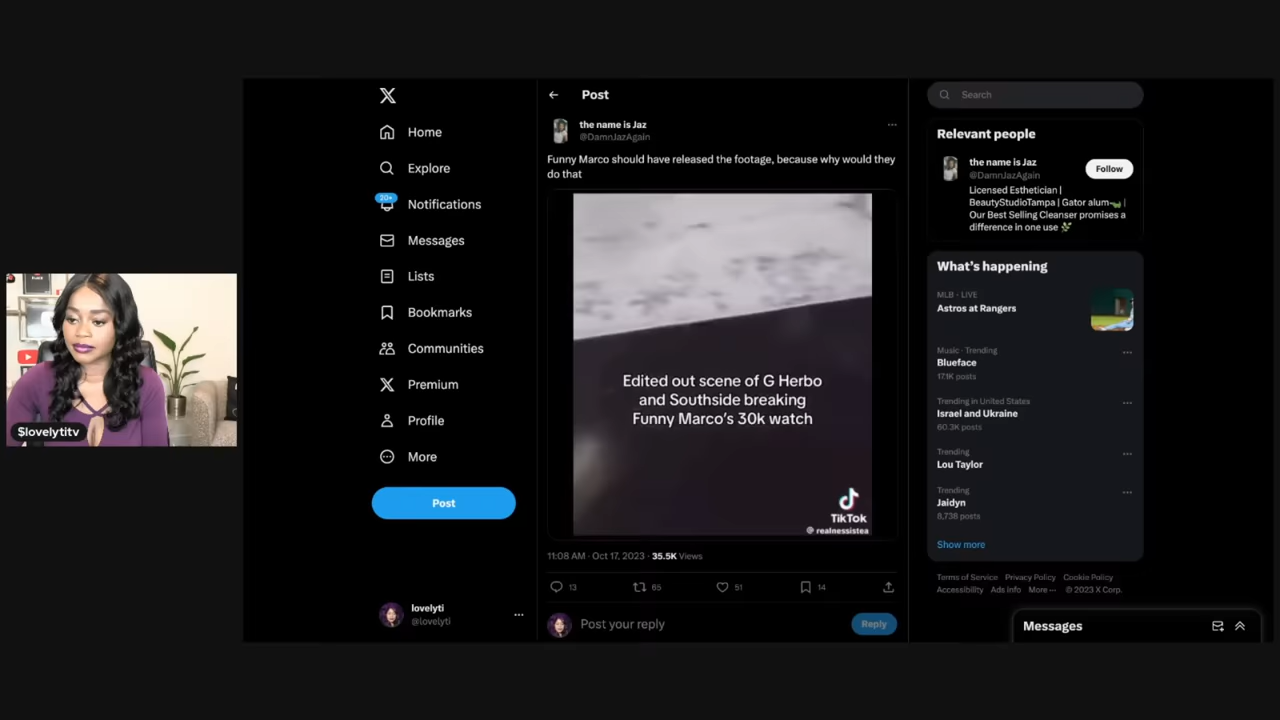 $lovelytitv
Home
Explore
20+
Notifications
Messages
Lists
Bookmarks
Communities
Premium
Profile
More
Post
lovelyti
@lovelyti
Post
the name is Jaz
@DamnJazAgain
Funny Marco should have released the footage, because why would they
do that
Edited out scene of G Herbo
and Southside breaking
Funny Marco's 30k watch
TikTok
@realnessistea
11:08 AM · Oct 17, 2023 · 35.5K Views
13
65
51
14
Post your reply
Reply
Search
Relevant people
the name is Jaz
@DamnJazAgain
Follow
Licensed Esthetician |
BeautyStudioTampa | Gator alum🐊 |
Our Best Selling Cleanser promises a
difference in one use 🌿
What's happening
MLB · LIVE
Astros at Rangers
Music · Trending
Blueface
17.1K posts
Trending in United States
Israel and Ukraine
60.3K posts
Trending
Lou Taylor
Trending
Jaidyn
8,738 posts
Show more
Terms of Service Privacy Policy Cookie Policy
Accessibility Ads info More ··· © 2023 X Corp.
Messages